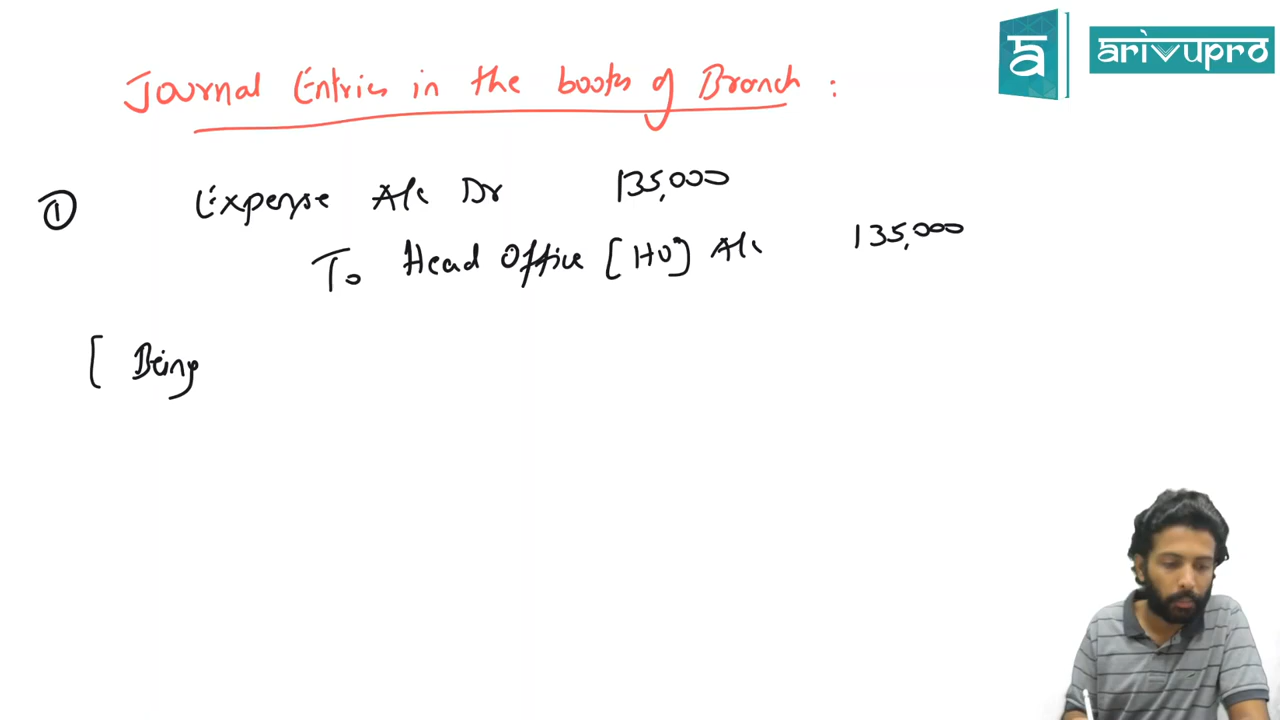 arivupro
Journal Entries in the books of Branch :
① Expense A/c Dr 135,000
To Head Office [HO] A/c 135,000
[ Being